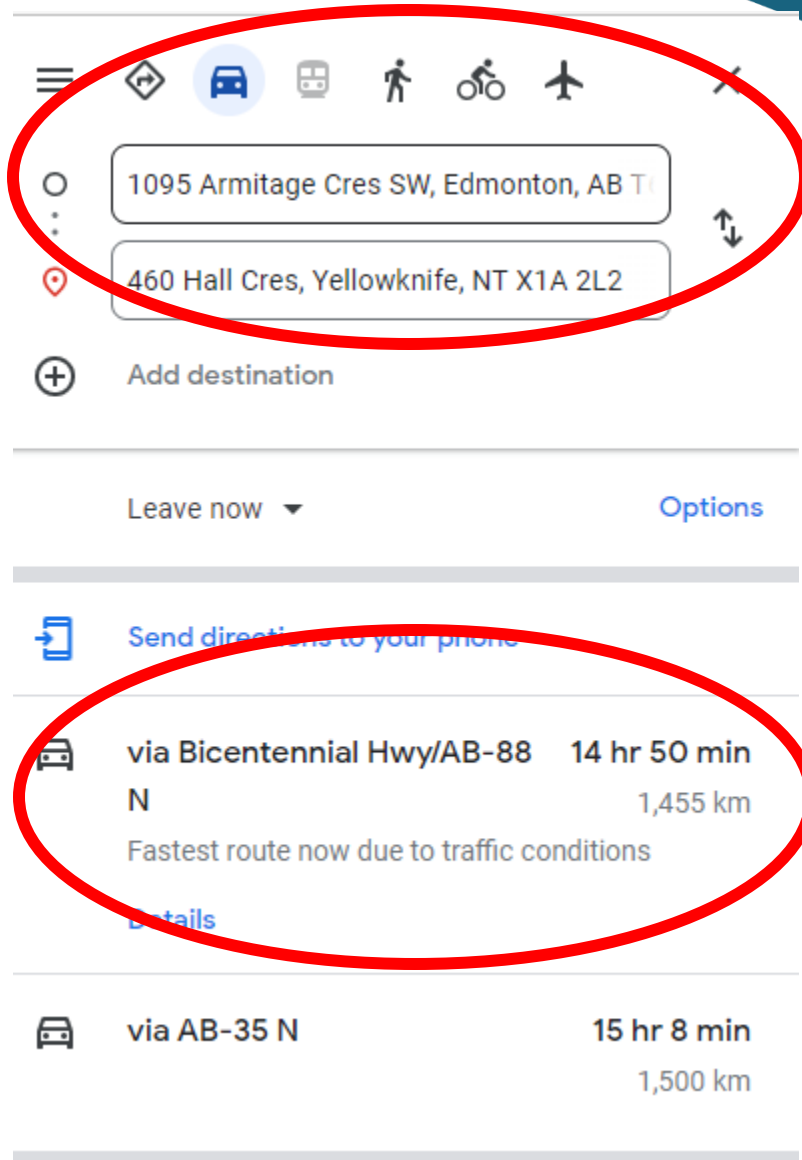 1095 Armitage Cres SW, Edmonton, AB
460 Hall Cres, Yellowknife, NT X1A 2L2
Add destination
Leave now
Options
Send directions to your phone
via Bicentennial Hwy/AB-88 14 hr 50 min
N 1,455 km
Fastest route now due to traffic conditions
Details
via AB-35 N 15 hr 8 min
1,500 km